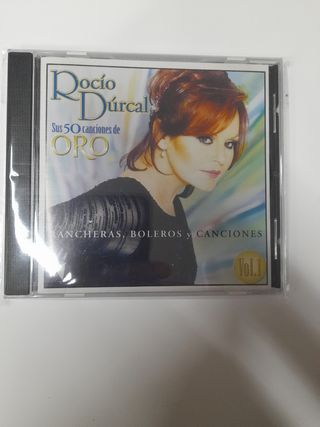 Rocío
Dúrcal
Sus 50 canciones de
ORO
RANCHERAS, BOLEROS y CANCIONES
Vol.1